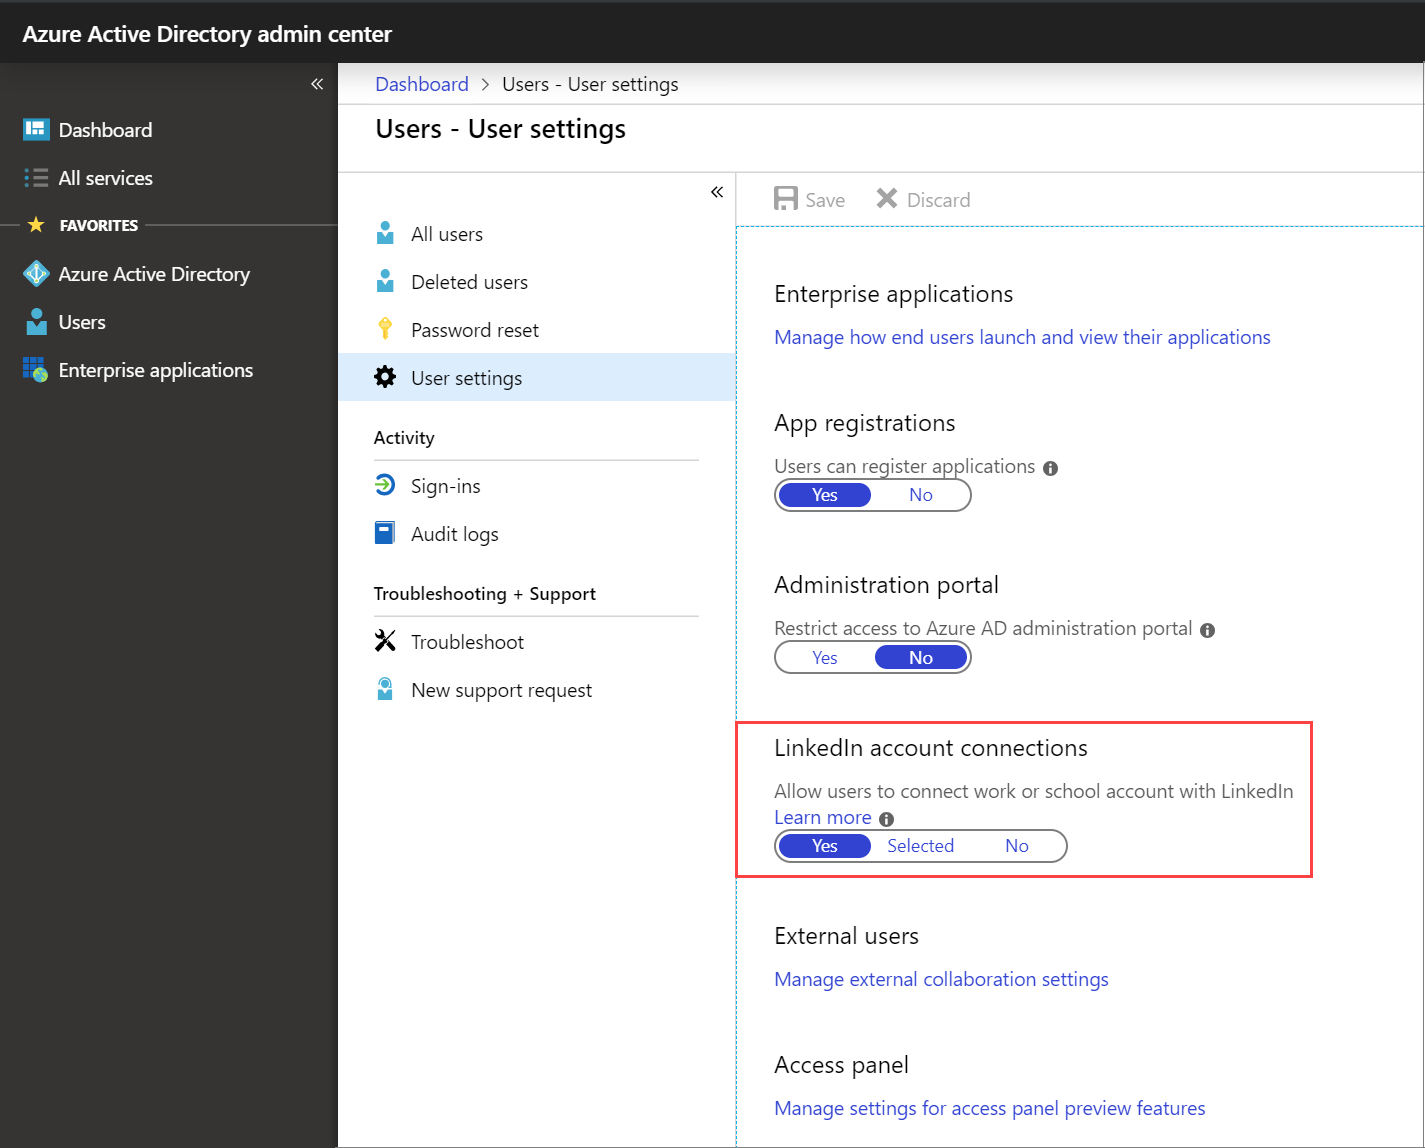 Azure Active Directory admin center
«
Dashboard
All services
FAVORITES
Azure Active Directory
Users
Enterprise applications
Dashboard > Users - User settings
Users - User settings
«
All users
Deleted users
Password reset
User settings
Activity
Sign-ins
Audit logs
Troubleshooting + Support
Troubleshoot
New support request
Save Discard
Enterprise applications
Manage how end users launch and view their applications
App registrations
Users can register applications
Yes No
Administration portal
Restrict access to Azure AD administration portal
Yes No
LinkedIn account connections
Allow users to connect work or school account with LinkedIn
Learn more
Yes Selected No
External users
Manage external collaboration settings
Access panel
Manage settings for access panel preview features